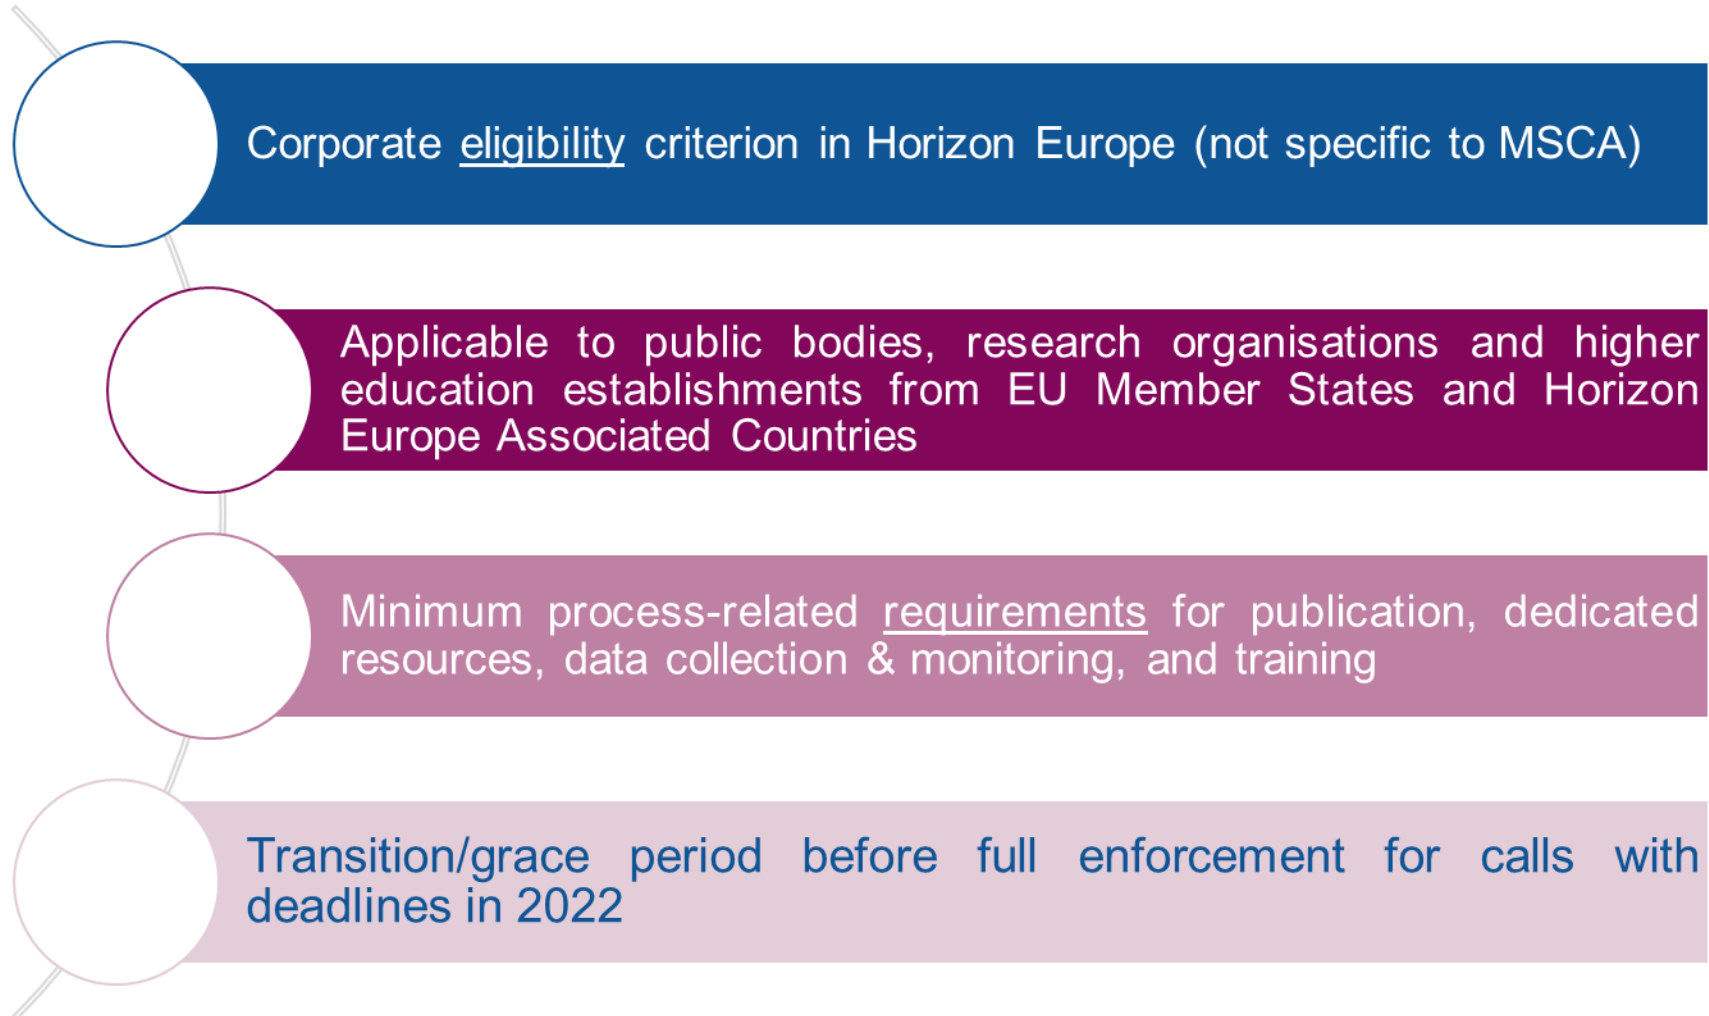 Corporate eligibility criterion in Horizon Europe (not specific to MSCA)
Applicable to public bodies, research organisations and higher
education establishments from EU Member States and Horizon
Europe Associated Countries
Minimum process-related requirements for publication, dedicated
resources, data collection & monitoring, and training
Transition/grace period before full enforcement for calls with
deadlines in 2022